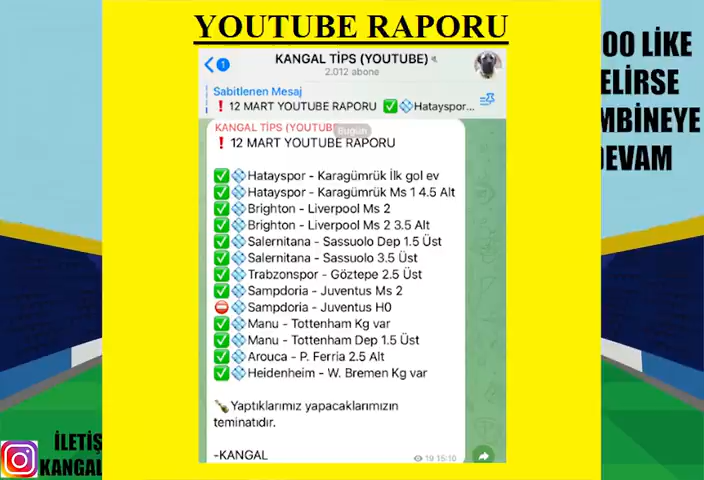 YOUTUBE RAPORU
00 LİKE
ELİRSE
MBİNEYE
DEVAM
1
KANGAL TİPS (YOUTUBE)
2.012 abone
Sabitlenen Mesaj
❗ 12 MART YOUTUBE RAPORU ✅💠Hatayspor...
KANGAL TİPS (YOUTUBE
Bugün
❗ 12 MART YOUTUBE RAPORU
✅💠Hatayspor - Karagümrük İlk gol ev
✅💠Hatayspor - Karagümrük Ms 1 4.5 Alt
✅💠Brighton - Liverpool Ms 2
✅💠Brighton - Liverpool Ms 2 3.5 Alt
✅💠Salernitana - Sassuolo Dep 1.5 Üst
✅💠Salernitana - Sassuolo 3.5 Üst
✅💠Trabzonspor - Göztepe 2.5 Üst
✅💠Sampdoria - Juventus Ms 2
⛔💠Sampdoria - Juventus H0
✅💠Manu - Tottenham Kg var
✅💠Manu - Tottenham Dep 1.5 Üst
✅💠Arouca - P. Ferria 2.5 Alt
✅💠Heidenheim - W. Bremen Kg var
🍾Yaptıklarımız yapacaklarımızın
teminatıdır.
-KANGAL
19 15:10
İLETİŞ
KANGAL